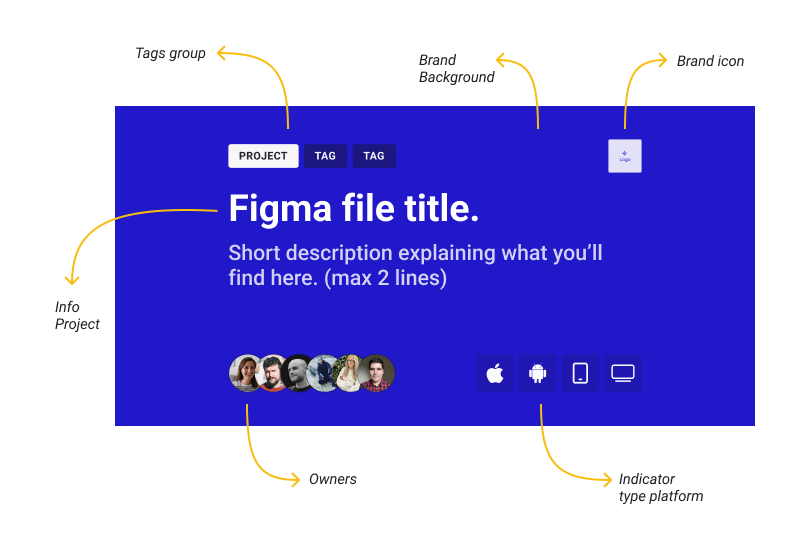 Tags group
Brand
Background
Brand icon
PROJECT TAG TAG
Logo
Figma file title.
Short description explaining what you’ll
find here. (max 2 lines)
Info
Project
Owners
Indicator
type platform